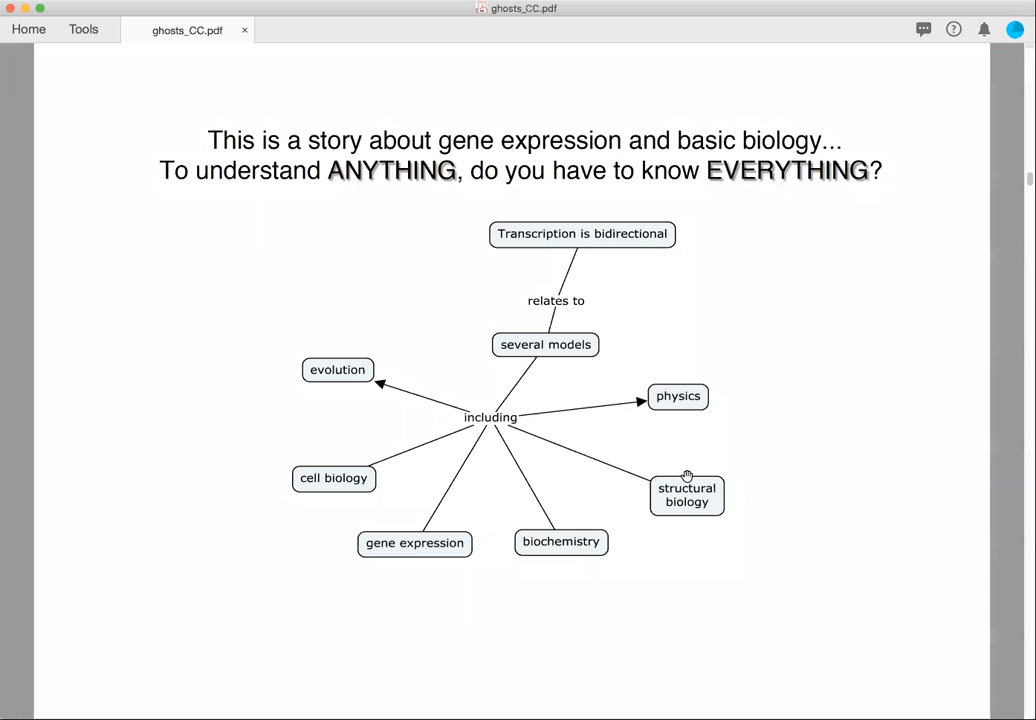 ghosts_CC.pdf
Home Tools ghosts_CC.pdf ×
This is a story about gene expression and basic biology...
To understand ANYTHING, do you have to know EVERYTHING?
Transcription is bidirectional
relates to
several models
evolution
physics
including
cell biology
structural
biology
gene expression
biochemistry